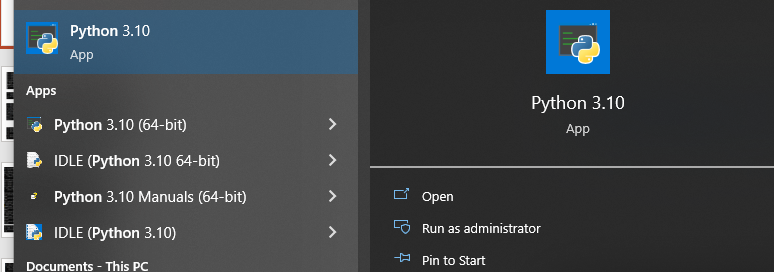 Python 3.10
App
Apps
Python 3.10 (64-bit)
IDLE (Python 3.10 64-bit)
Python 3.10 Manuals (64-bit)
IDLE (Python 3.10)
Documents - This PC
Python 3.10
App
Open
Run as administrator
Pin to Start